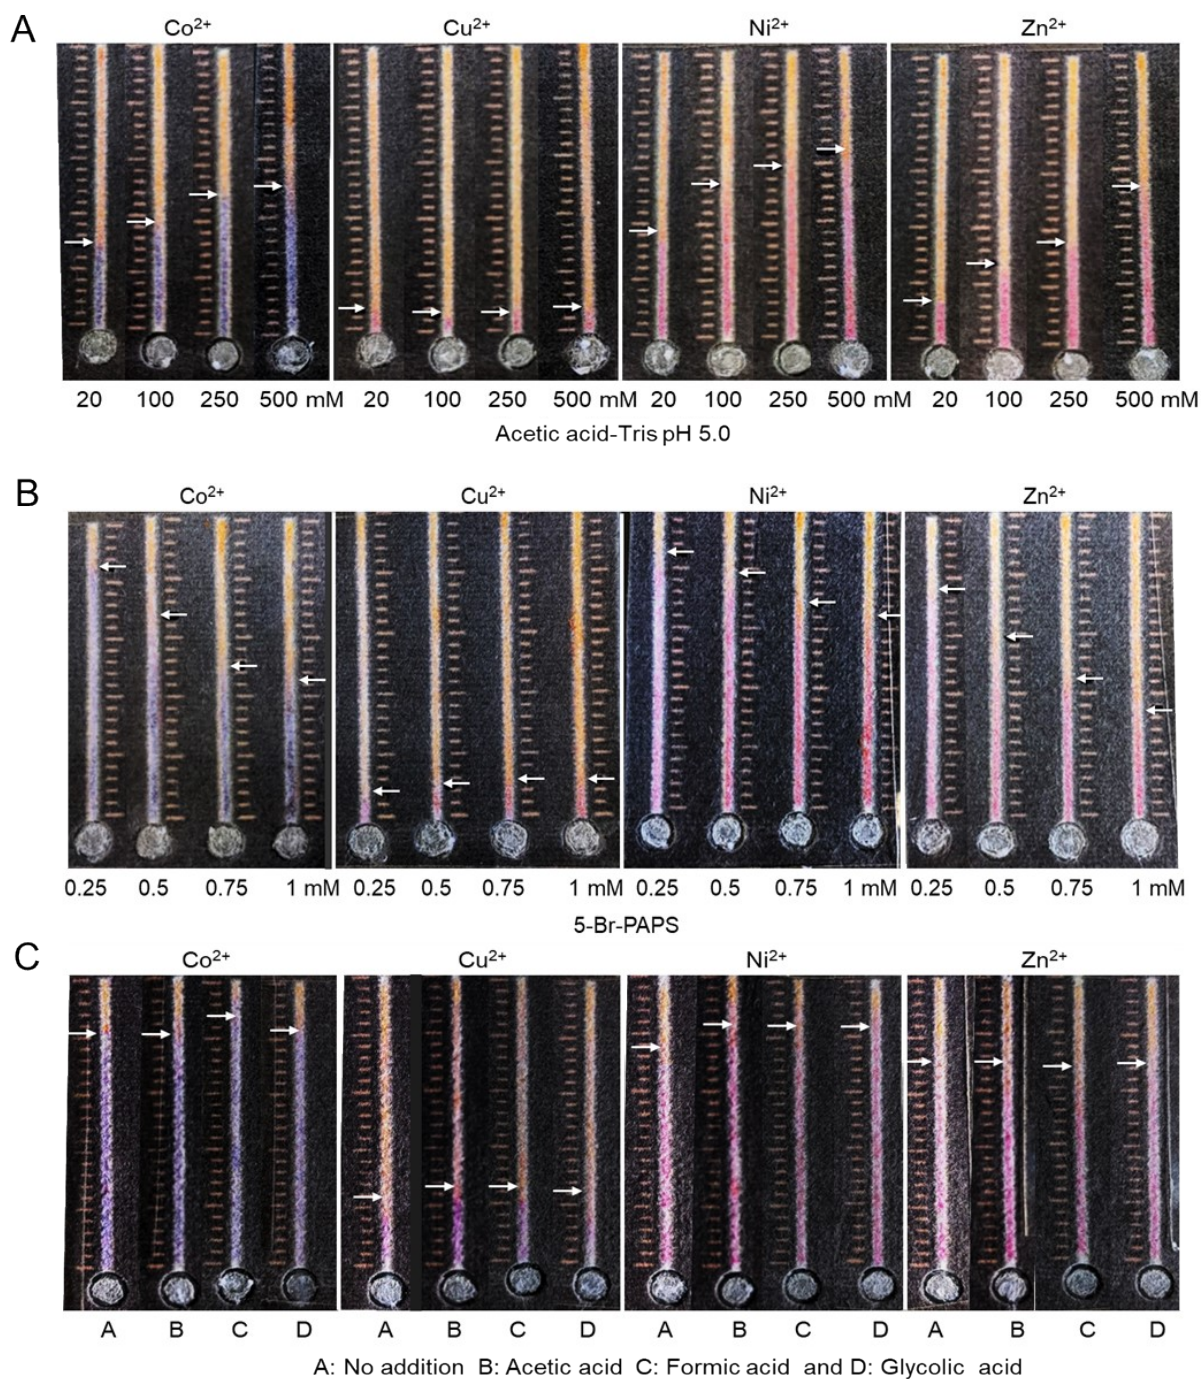 A
Co²⁺ Cu²⁺ Ni²⁺ Zn²⁺
20 100 250 500 mM 20 100 250 500 mM 20 100 250 500 mM 20 100 250 500 mM
Acetic acid-Tris pH 5.0
B
Co²⁺ Cu²⁺ Ni²⁺ Zn²⁺
0.25 0.5 0.75 1 mM 0.25 0.5 0.75 1 mM 0.25 0.5 0.75 1 mM 0.25 0.5 0.75 1 mM
5-Br-PAPS
C
Co²⁺ Cu²⁺ Ni²⁺ Zn²⁺
A B C D A B C D A B C D A B C D
A: No addition B: Acetic acid C: Formic acid and D: Glycolic acid